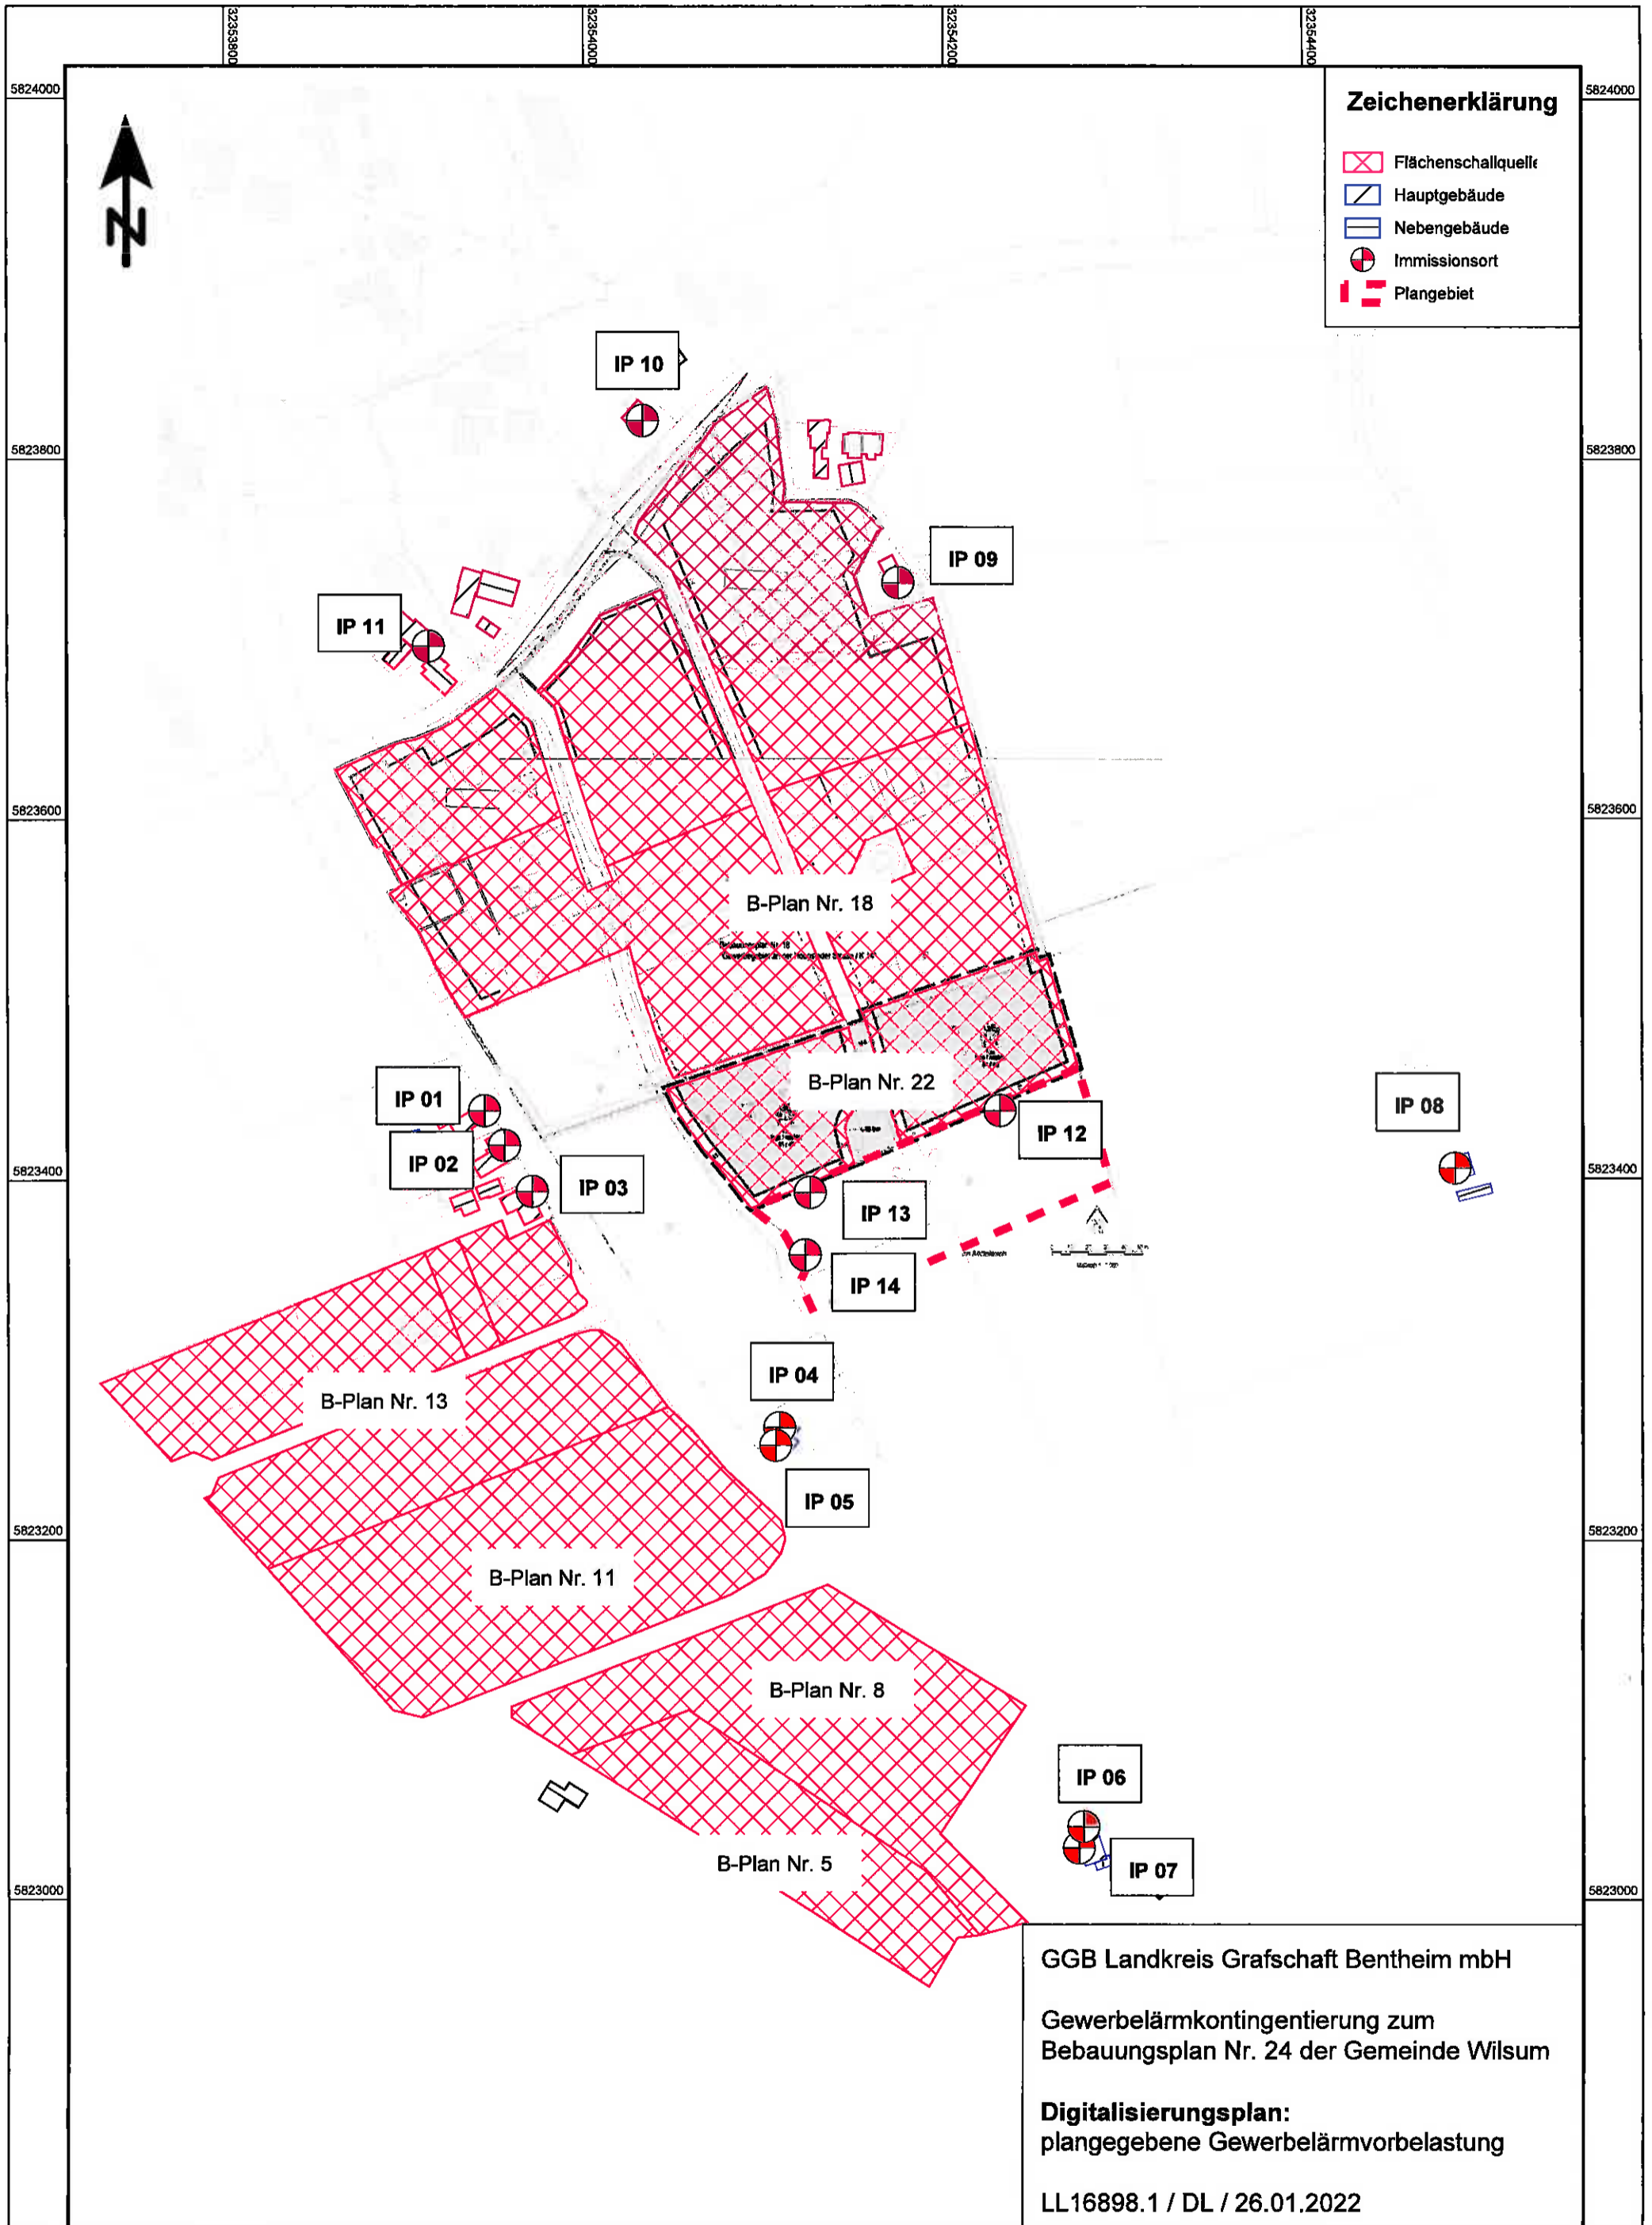 32353800
32354000
32354200
32354400
5824000
5824000
Zeichenerklärung
Flächenschallquelle
Hauptgebäude
Nebengebäude
Immissionsort
Plangebiet
N
IP 10
5823800
5823800
IP 09
IP 11
5823600
5823600
B-Plan Nr. 18
B-Plan Nr. 22
IP 01
IP 08
IP 12
IP 02
5823400
5823400
IP 03
IP 13
IP 14
IP 04
B-Plan Nr. 13
IP 05
5823200
5823200
B-Plan Nr. 11
B-Plan Nr. 8
IP 06
B-Plan Nr. 5
IP 07
5823000
5823000
GGB Landkreis Grafschaft Bentheim mbH
Gewerbelärmkontingentierung zum
Bebauungsplan Nr. 24 der Gemeinde Wilsum
Digitalisierungsplan:
plangegebene Gewerbelärmvorbelastung
LL16898.1 / DL / 26.01.2022